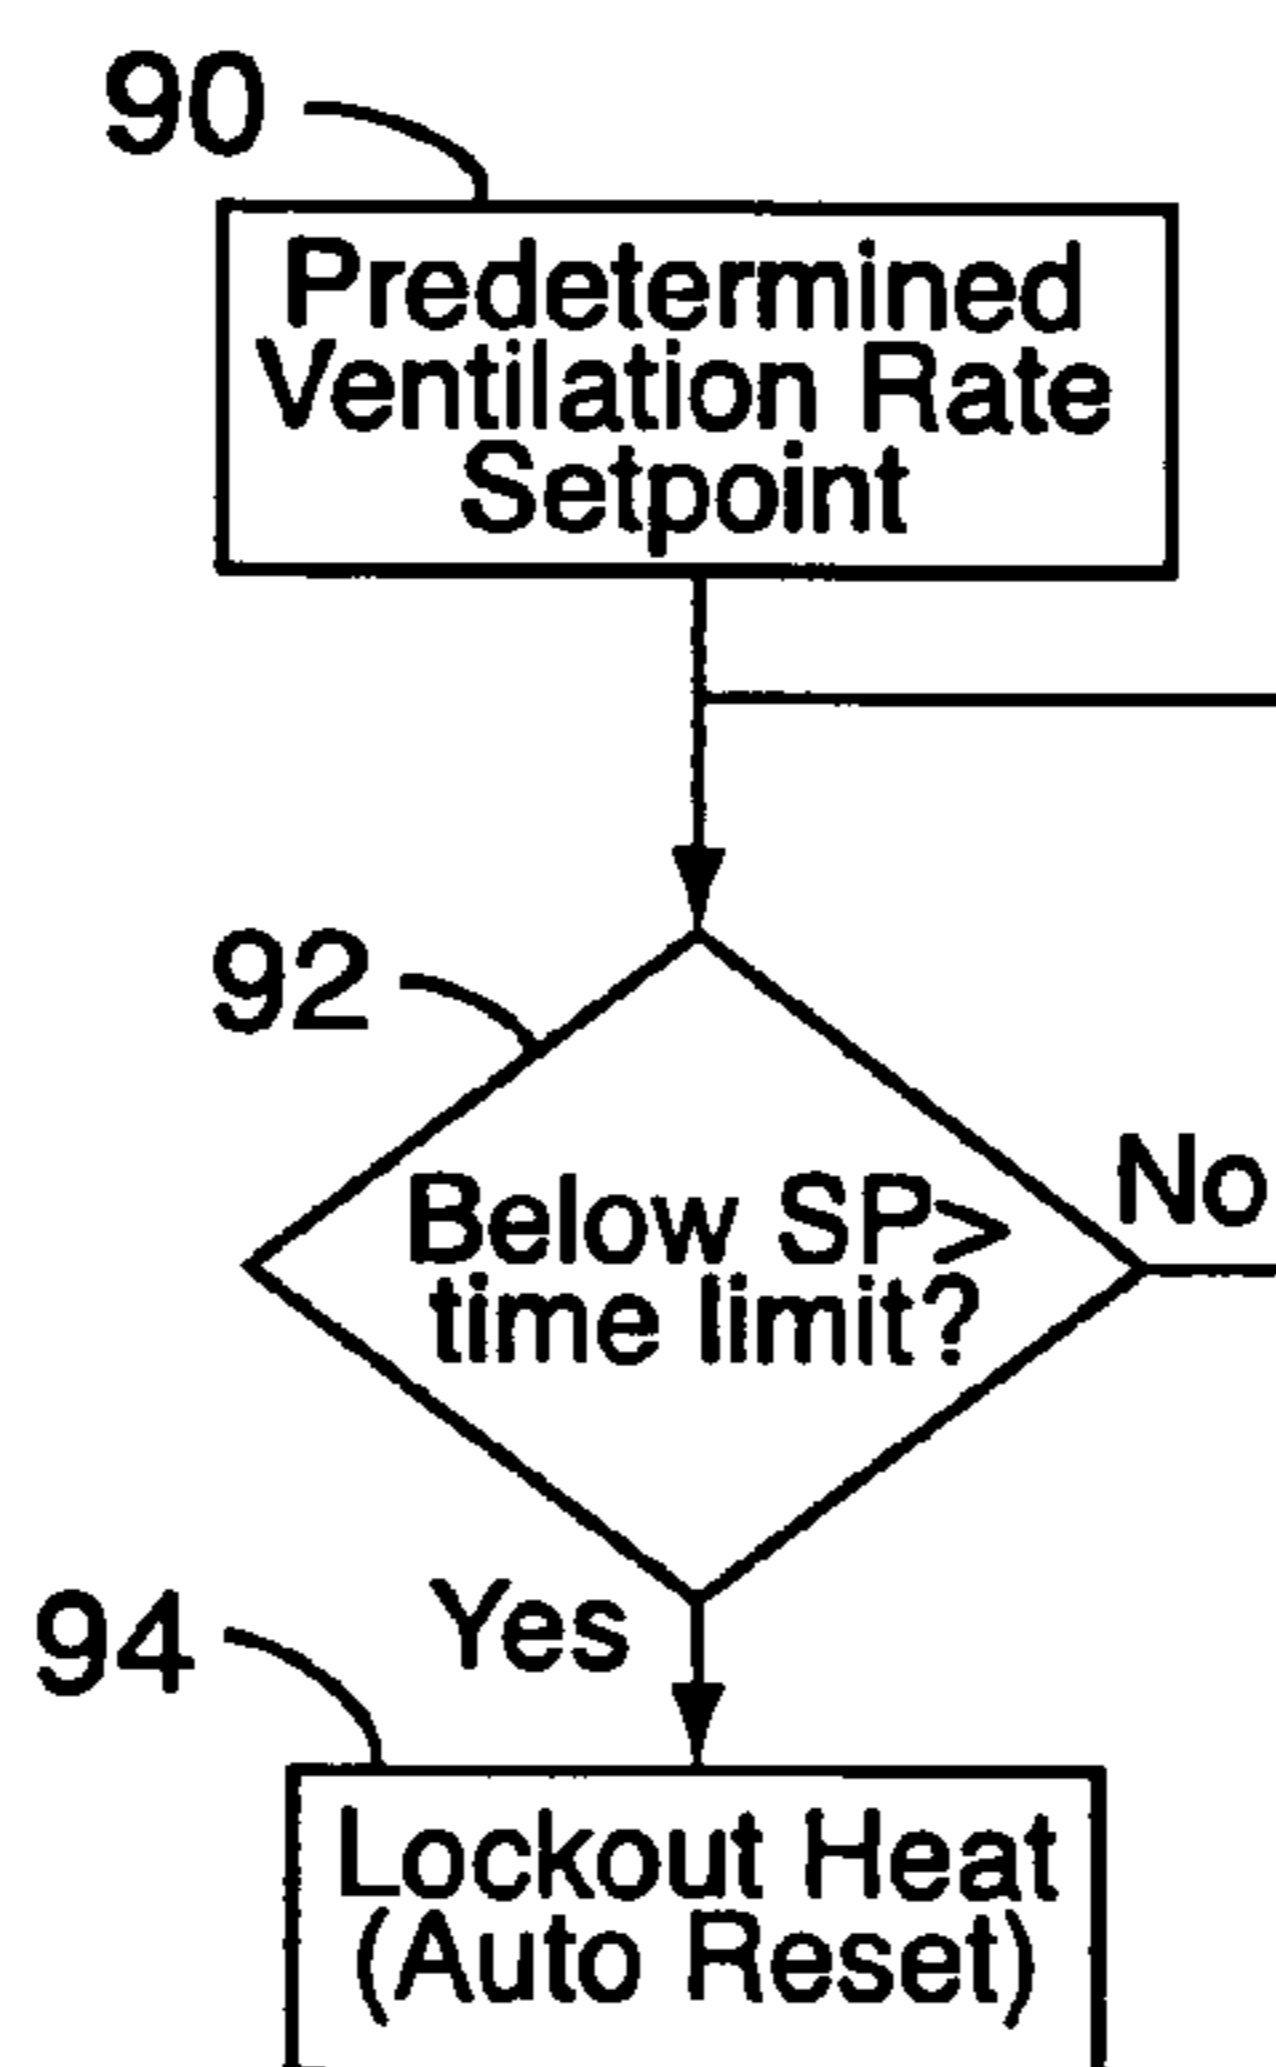 90
Predetermined
Ventilation Rate
Setpoint
92
Below SP>
time limit?
No
Yes
94
Lockout Heat
(Auto Reset)